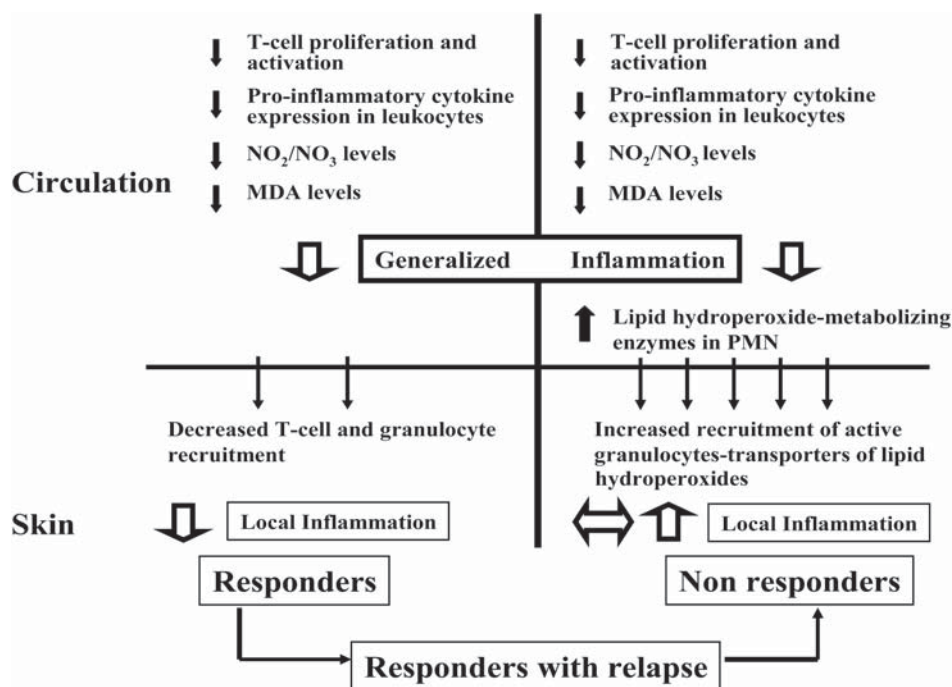 T-cell proliferation and
activation
Pro-inflammatory cytokine
expression in leukocytes
NO₂/NO₃ levels
MDA levels
T-cell proliferation and
activation
Pro-inflammatory cytokine
expression in leukocytes
NO₂/NO₃ levels
MDA levels
Circulation
Generalized Inflammation
Lipid hydroperoxide-metabolizing
enzymes in PMN
Decreased T-cell and granulocyte
recruitment
Increased recruitment of active
granulocytes-transporters of lipid
hydroperoxides
Skin
Local Inflammation
Local Inflammation
Responders
Non responders
Responders with relapse